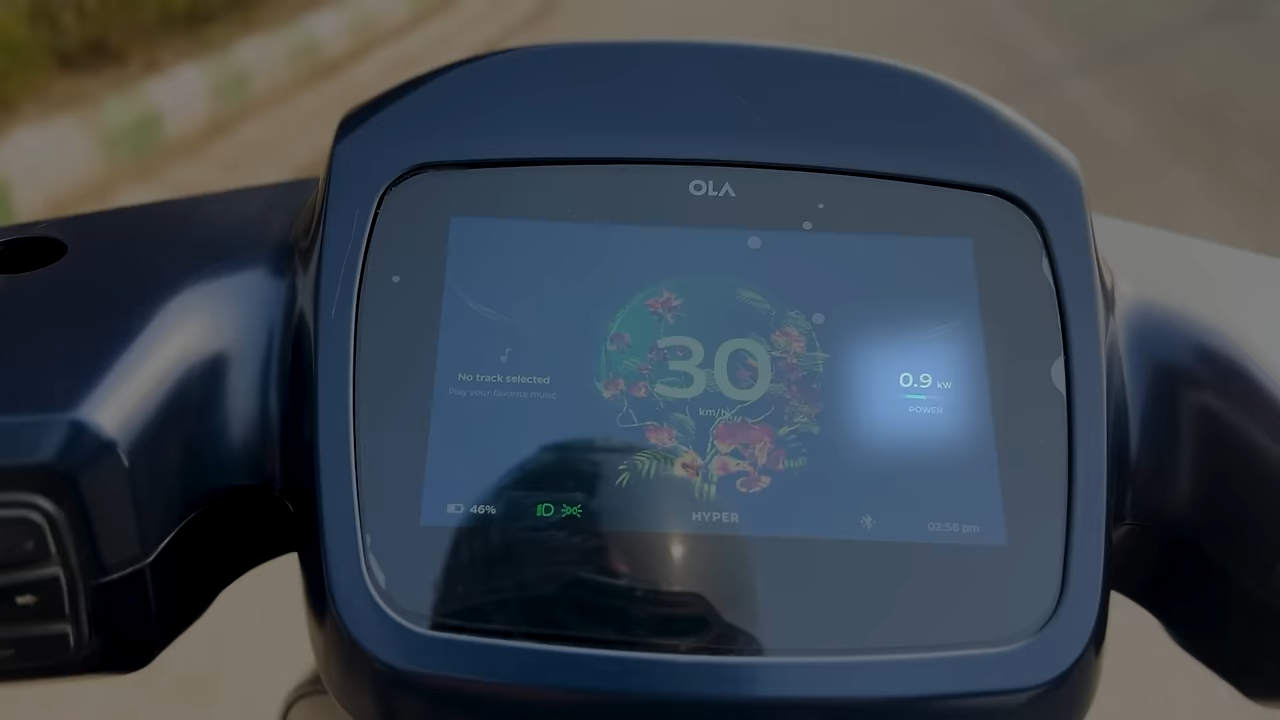 OLA
30
km/h
No track selected
Play your favorite music
0.9 kW
POWER
46%
HYPER
02:56 pm